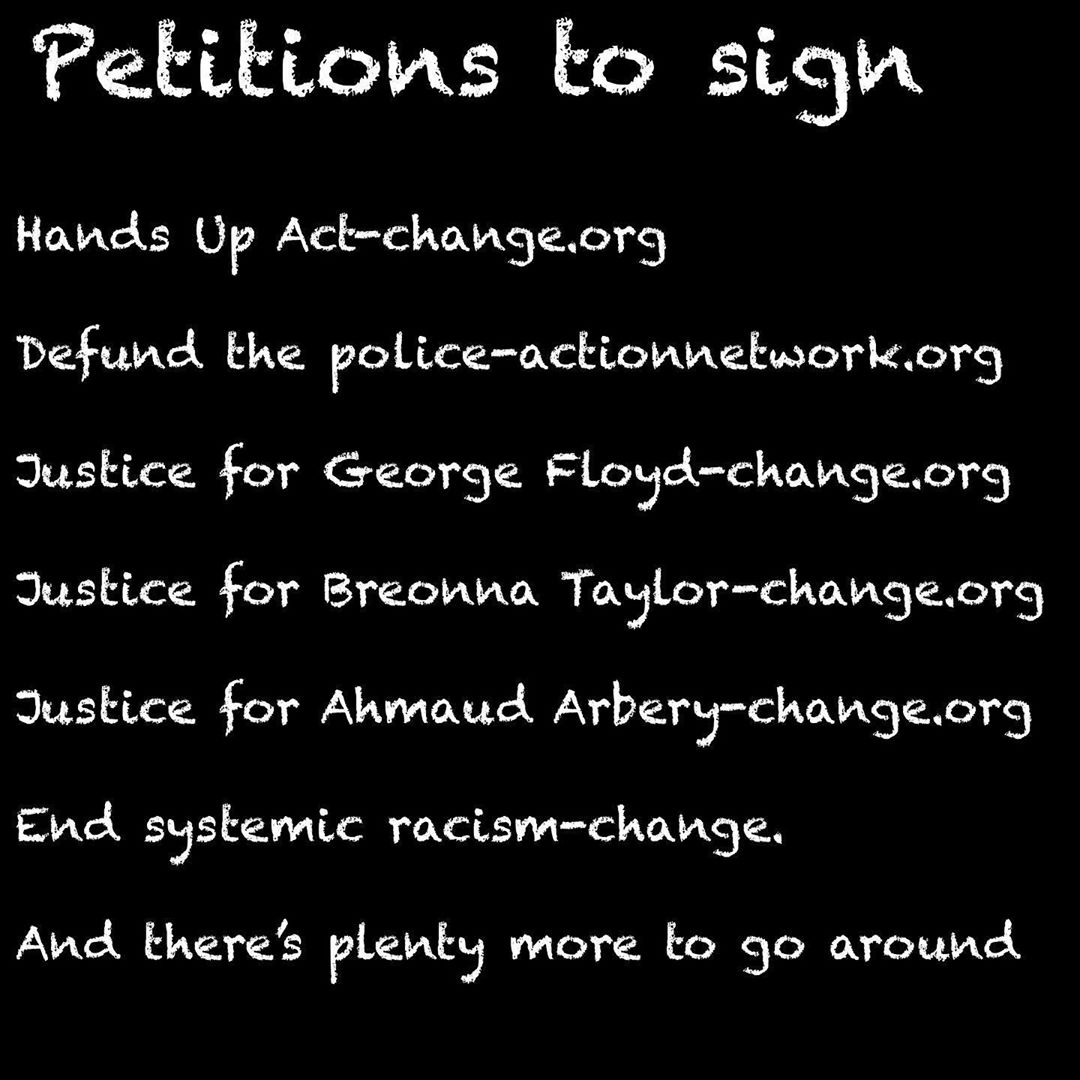 Petitions to sign
Hands Up Act-change.org
Defund the police-actionnetwork.org
Justice for George Floyd-change.org
Justice for Breonna Taylor-change.org
Justice for Ahmaud Arbery-change.org
End systemic racism-change.
And there's plenty more to go around